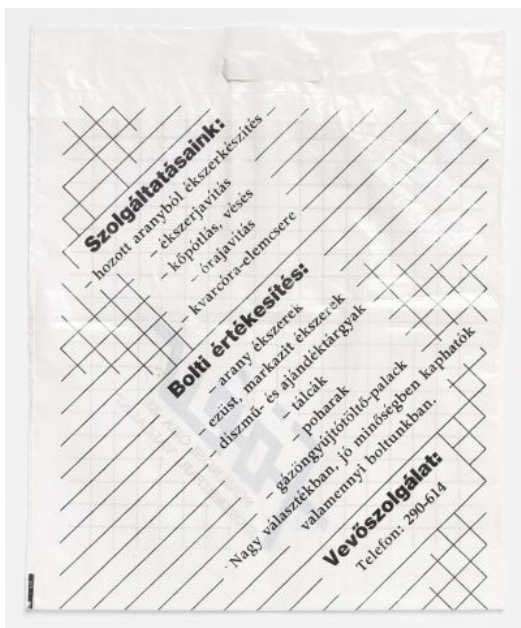 Szolgáltatásaink:
- hozott aranyból ékszerkészítés
- ékszerjavítás
- kőpótlás, vésés
- órajavítás
- kvarcóra-elemcsere
Bolti értékesítés:
- arany ékszerek
- ezüst, markazit ékszerek
- díszmű- és ajándéktárgyak
- tálcák
- poharak
- gázöngyújtótöltő-palack
Nagy választékban, jó minőségben kaphatók
valamennyi boltunkban.
Vevőszolgálat:
Telefon: 290-614